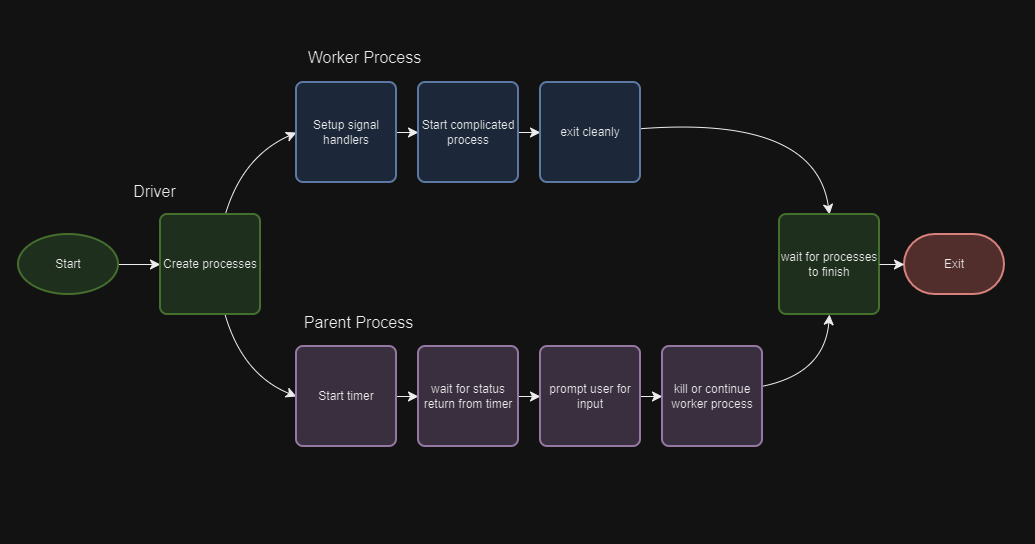 Worker Process
Setup signal
handlers
Start complicated
process
exit cleanly
Driver
Start
Create processes
wait for processes
to finish
Exit
Parent Process
Start timer
wait for status
return from timer
prompt user for
input
kill or continue
worker process